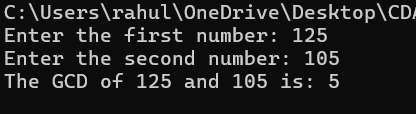 C:\Users\rahul\OneDrive\Desktop\CDA
Enter the first number: 125
Enter the second number: 105
The GCD of 125 and 105 is: 5